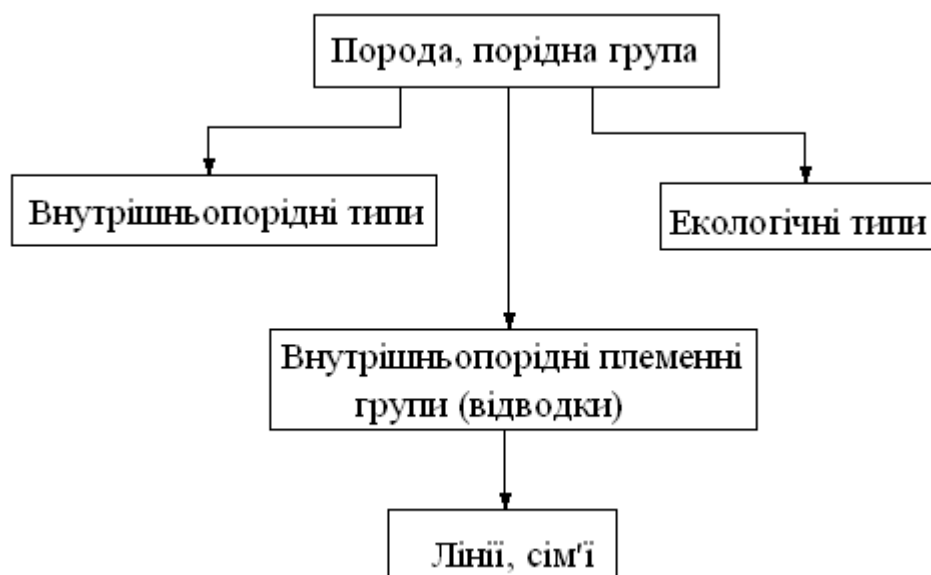 Порода, порідна група
Внутрішньопорідні типи
Екологічні типи
Внутрішньопорідні племенні
групи (відводки)
Лінії, сім'ї